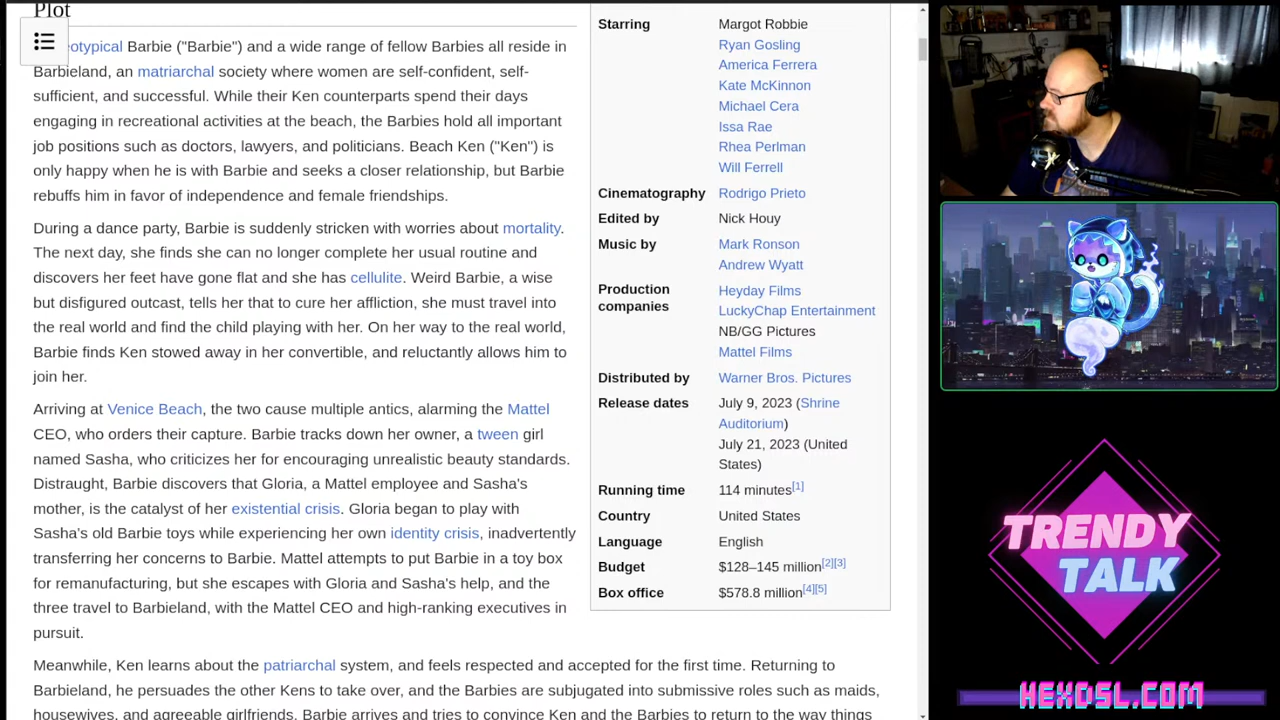 Plot
otypical Barbie ("Barbie") and a wide range of fellow Barbies all reside in
Barbieland, an matriarchal society where women are self-confident, self-
sufficient, and successful. While their Ken counterparts spend their days
engaging in recreational activities at the beach, the Barbies hold all important
job positions such as doctors, lawyers, and politicians. Beach Ken ("Ken") is
only happy when he is with Barbie and seeks a closer relationship, but Barbie
rebuffs him in favor of independence and female friendships.
During a dance party, Barbie is suddenly stricken with worries about mortality.
The next day, she finds she can no longer complete her usual routine and
discovers her feet have gone flat and she has cellulite. Weird Barbie, a wise
but disfigured outcast, tells her that to cure her affliction, she must travel into
the real world and find the child playing with her. On her way to the real world,
Barbie finds Ken stowed away in her convertible, and reluctantly allows him to
join her.
Arriving at Venice Beach, the two cause multiple antics, alarming the Mattel
CEO, who orders their capture. Barbie tracks down her owner, a tween girl
named Sasha, who criticizes her for encouraging unrealistic beauty standards.
Distraught, Barbie discovers that Gloria, a Mattel employee and Sasha's
mother, is the catalyst of her existential crisis. Gloria began to play with
Sasha's old Barbie toys while experiencing her own identity crisis, inadvertently
transferring her concerns to Barbie. Mattel attempts to put Barbie in a toy box
for remanufacturing, but she escapes with Gloria and Sasha's help, and the
three travel to Barbieland, with the Mattel CEO and high-ranking executives in
pursuit.
Meanwhile, Ken learns about the patriarchal system, and feels respected and accepted for the first time. Returning to
Barbieland, he persuades the other Kens to take over, and the Barbies are subjugated into submissive roles such as maids,
housewives, and agreeable girlfriends. Barbie arrives and tries to convince Ken and the Barbies to return to the way things
Starring Margot Robbie
Ryan Gosling
America Ferrera
Kate McKinnon
Michael Cera
Issa Rae
Rhea Perlman
Will Ferrell
Cinematography Rodrigo Prieto
Edited by Nick Houy
Music by Mark Ronson
Andrew Wyatt
Production companies Heyday Films
LuckyChap Entertainment
NB/GG Pictures
Mattel Films
Distributed by Warner Bros. Pictures
Release dates July 9, 2023 (Shrine
Auditorium)
July 21, 2023 (United
States)
Running time 114 minutes[1]
Country United States
Language English
Budget $128–145 million[2][3]
Box office $578.8 million[4][5]
TRENDY
TALK
HEXDSL.COM